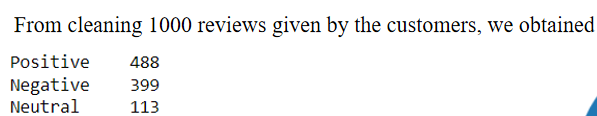 From cleaning 1000 reviews given by the customers, we obtained
Positive 488
Negative 399
Neutral 113